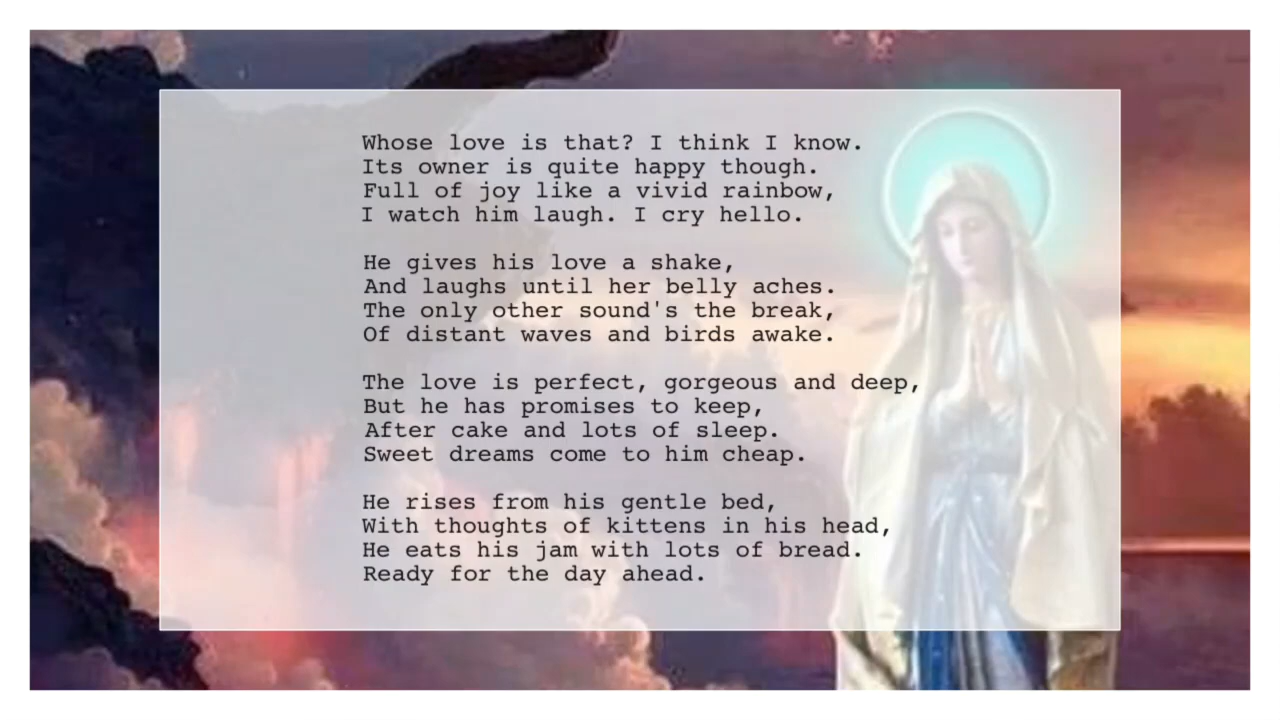 Whose love is that? I think I know.
Its owner is quite happy though.
Full of joy like a vivid rainbow,
I watch him laugh. I cry hello.
He gives his love a shake,
And laughs until her belly aches.
The only other sound's the break,
Of distant waves and birds awake.
The love is perfect, gorgeous and deep,
But he has promises to keep,
After cake and lots of sleep.
Sweet dreams come to him cheap.
He rises from his gentle bed,
With thoughts of kittens in his head,
He eats his jam with lots of bread.
Ready for the day ahead.